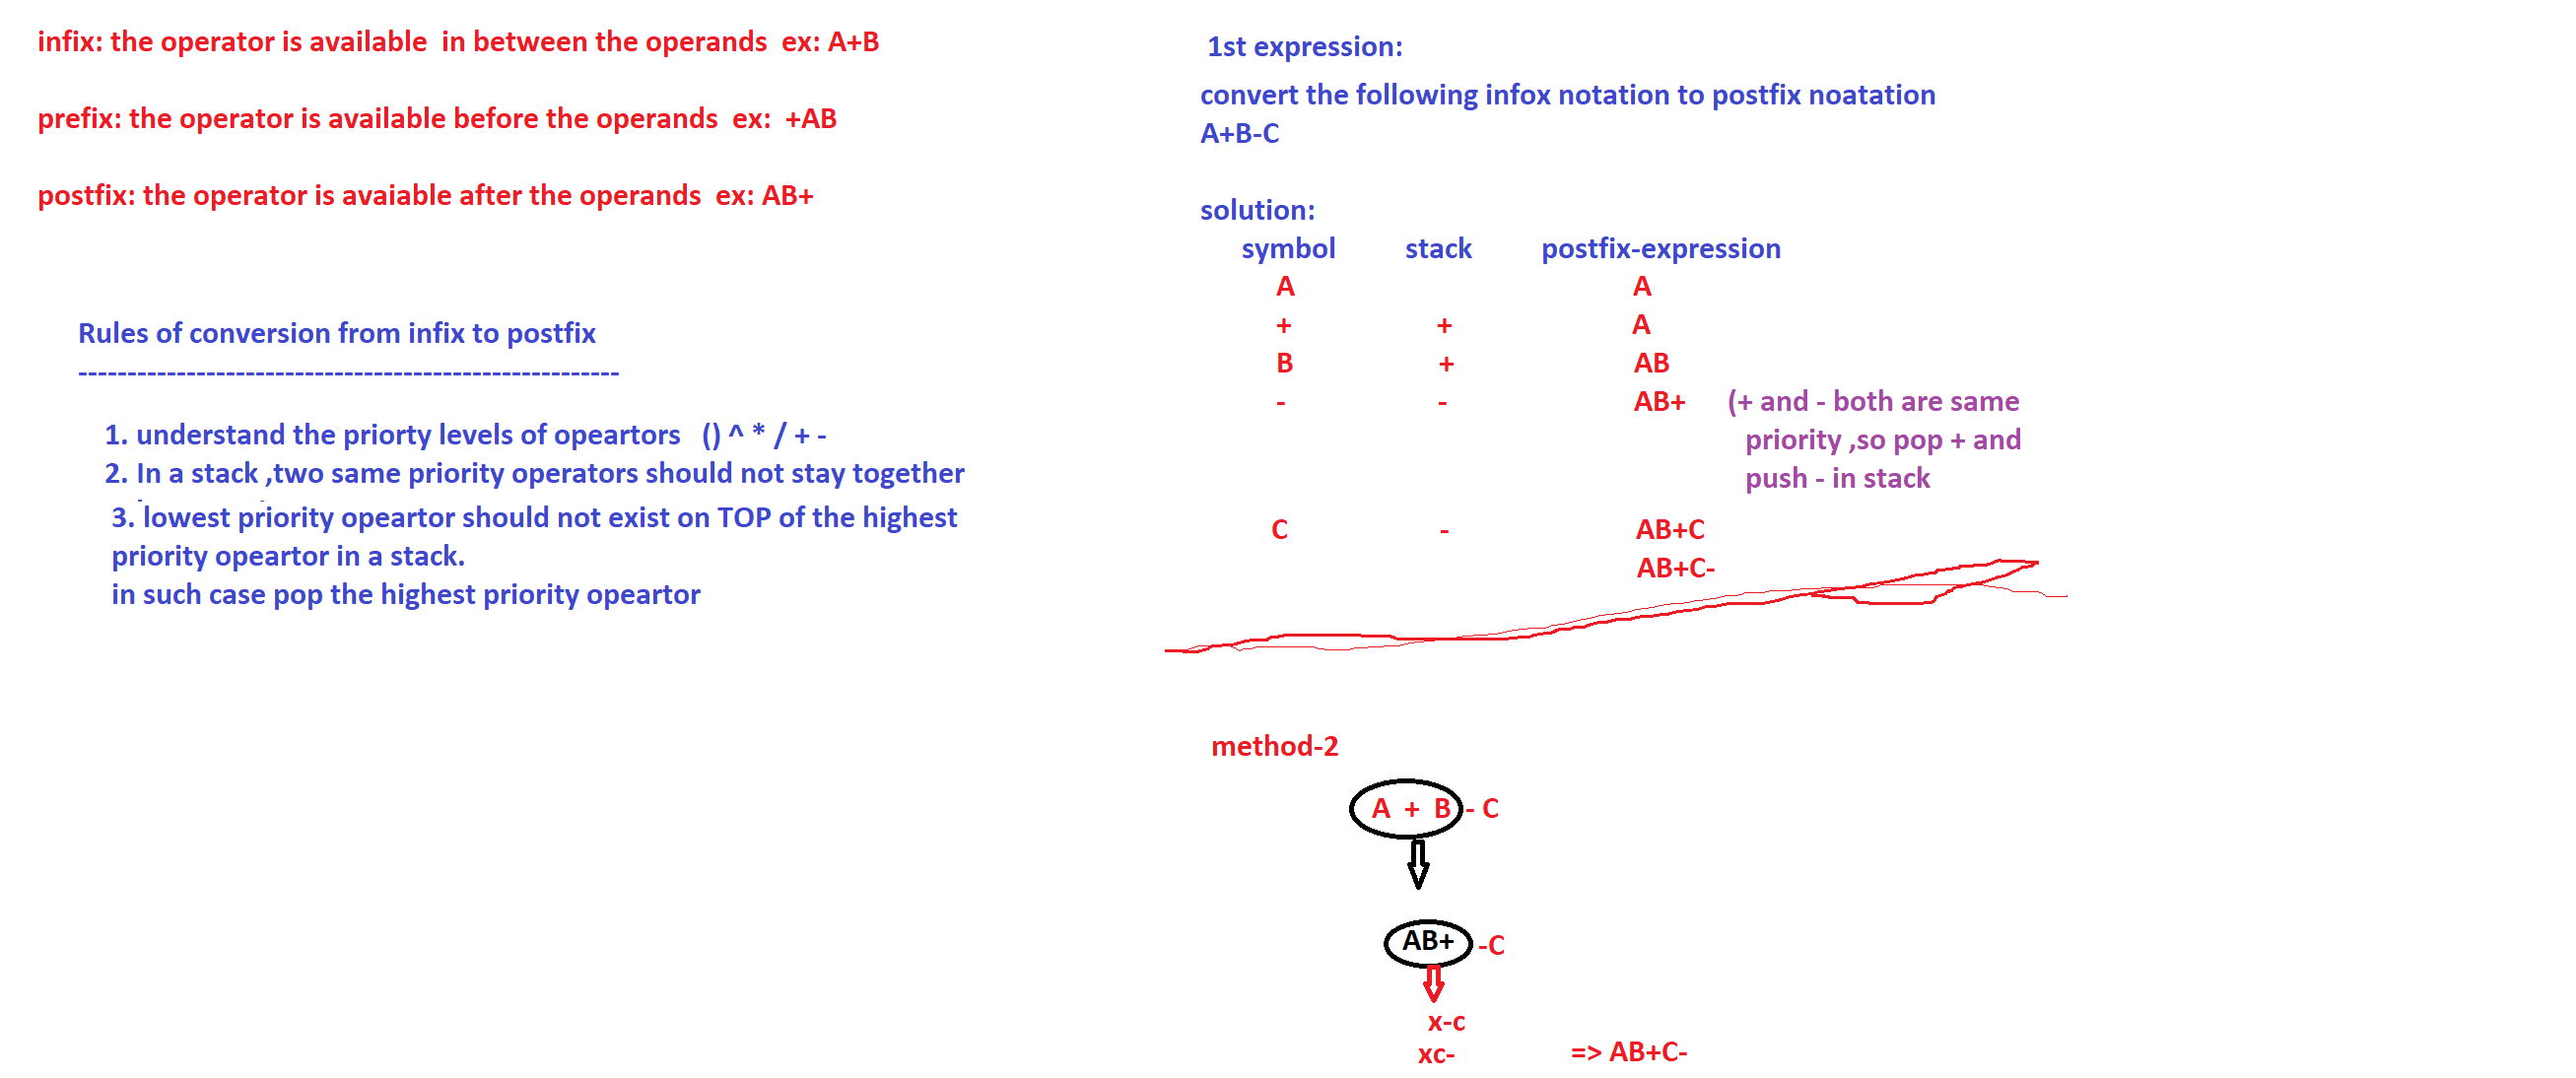 infix: the operator is available  in between the operands  ex: A+B
prefix: the operator is available before the operands  ex:  +AB
postfix: the operator is avaiable after the operands  ex: AB+
Rules of conversion from infix to postfix
-------------------------------------------------------
1. understand the priorty levels of opeartors   () ^ * / + -
2. In a stack ,two same priority operators should not stay together
3. lowest priority opeartor should not exist on TOP of the highest
priority opeartor in a stack.
in such case pop the highest priority opeartor
1st expression:
convert the following infox notation to postfix noatation
A+B-C
solution:
symbol stack postfix-expression
A A
+ + A
B + AB
- - AB+ (+ and - both are same
priority ,so pop + and
push - in stack
C - AB+C
AB+C-
method-2
A + B - C
AB+ -C
x-c
xc- => AB+C-